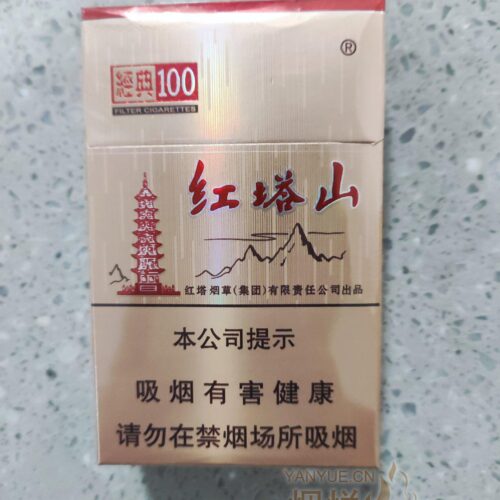 ®
經典100
FILTER CIGARETTES
红塔山
红塔烟草(集团)有限责任公司出品
本公司提示
吸烟有害健康
请勿在禁烟场所吸烟
YANYUE.CN